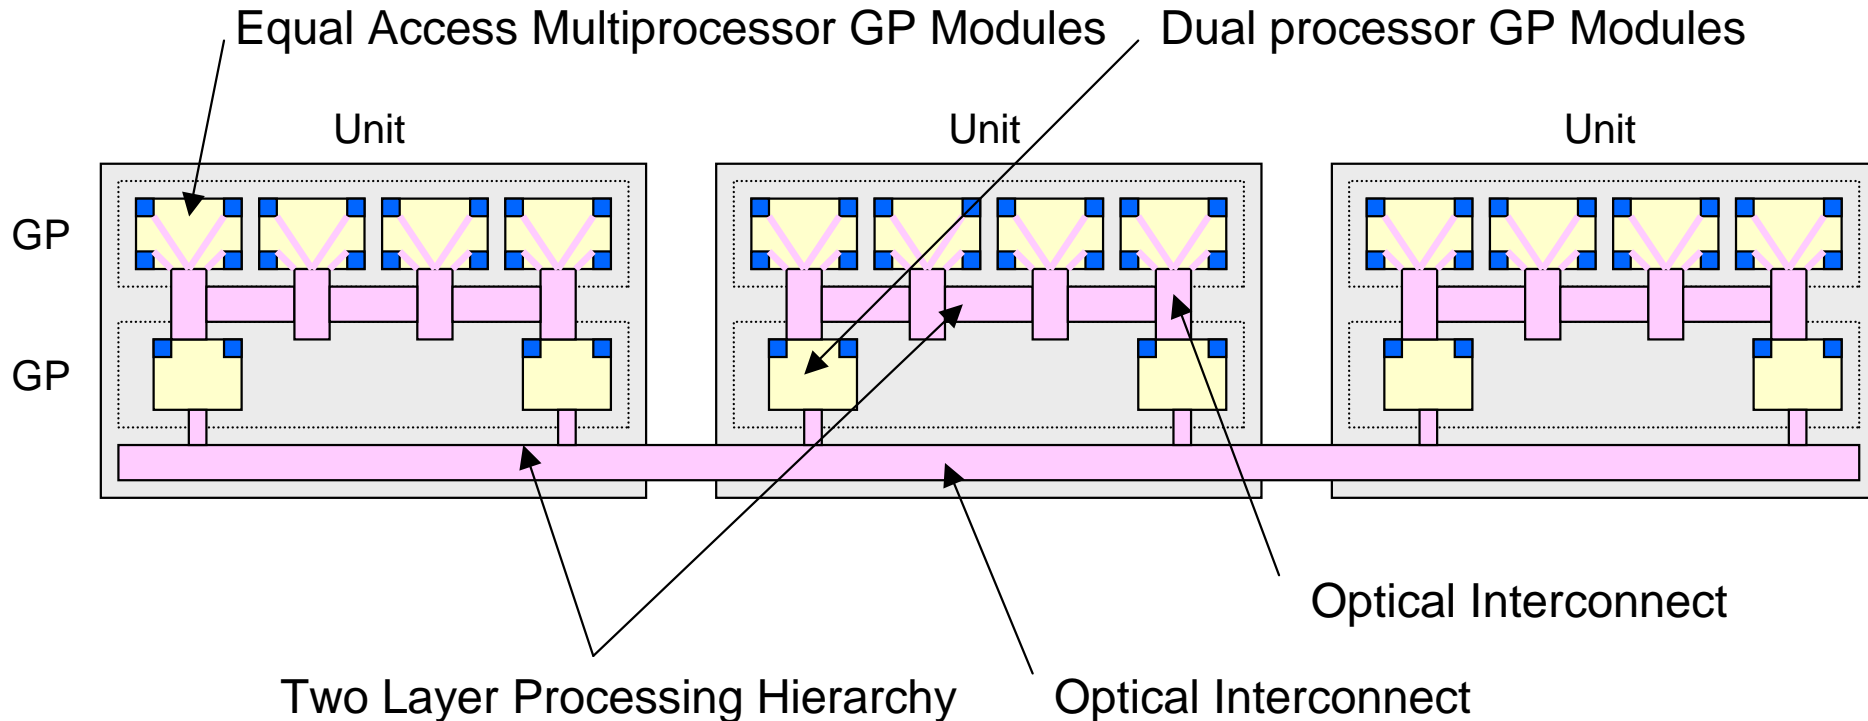 Equal Access Multiprocessor GP Modules
Dual processor GP Modules
Unit
Unit
Unit
GP
GP
Optical Interconnect
Two Layer Processing Hierarchy
Optical Interconnect